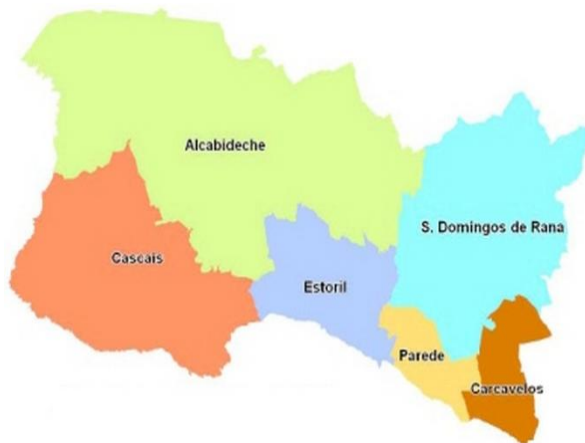 Alcabideche
S. Domingos de Rana
Cascais
Estoril
Parede
Carcavelos